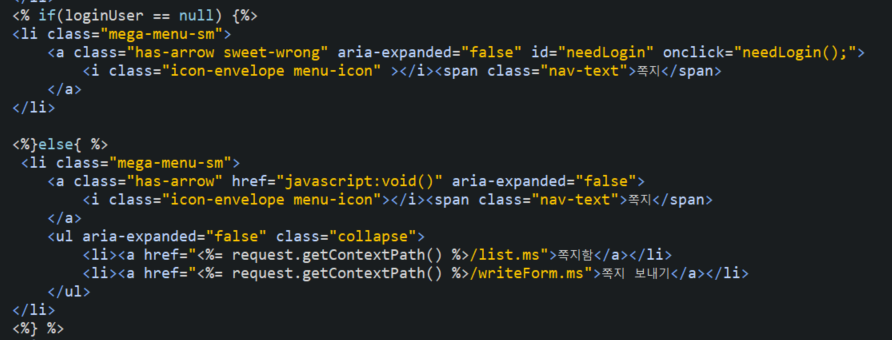 </li>
<% if(loginUser == null) {%>
<li class="mega-menu-sm">
    <a class="has-arrow sweet-wrong" aria-expanded="false" id="needLogin" onclick="needLogin();">
        <i class="icon-envelope menu-icon" ></i><span class="nav-text">쪽지</span>
    </a>
</li>

<%}else{ %>
 <li class="mega-menu-sm">
    <a class="has-arrow" href="javascript:void()" aria-expanded="false">
        <i class="icon-envelope menu-icon"></i><span class="nav-text">쪽지</span>
    </a>
    <ul aria-expanded="false" class="collapse">
        <li><a href="<%= request.getContextPath() %>/list.ms">쪽지함</a></li>
        <li><a href="<%= request.getContextPath() %>/writeForm.ms">쪽지 보내기</a></li>
    </ul>
</li>
<%} %>